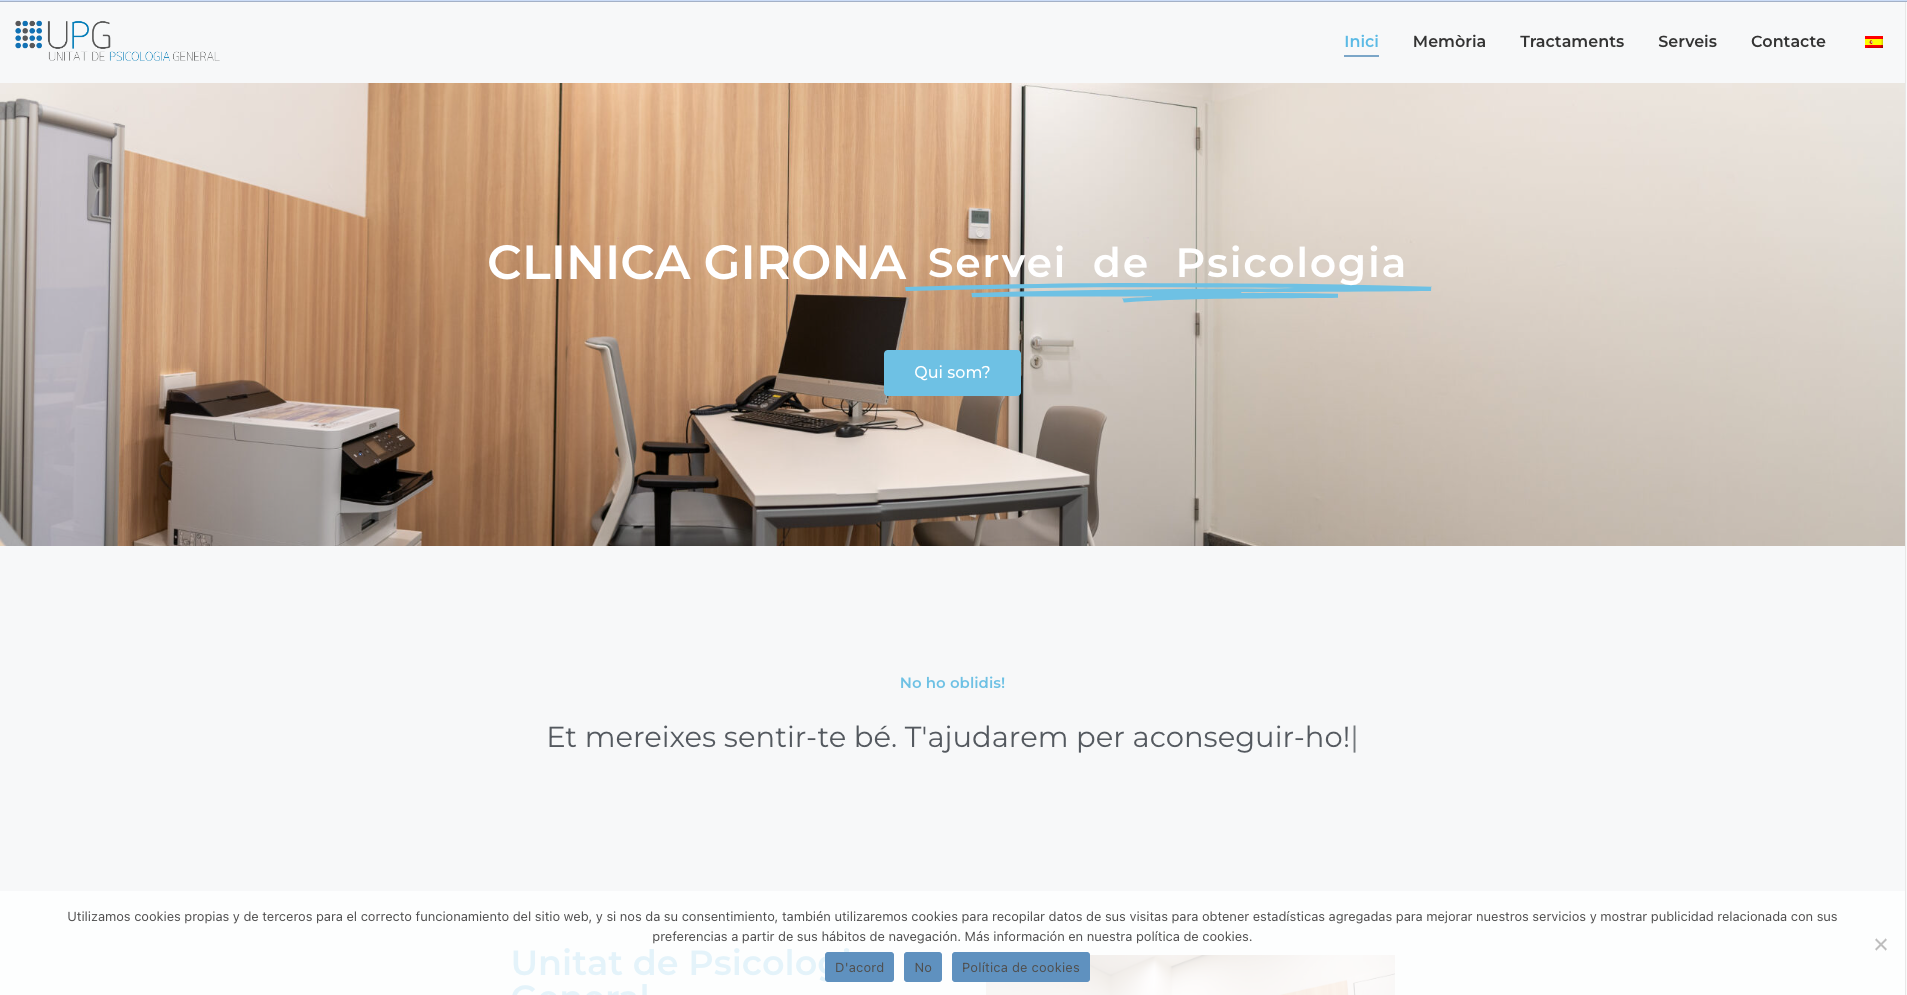 UPG
UNITAT DE PSICOLOGIA GENERAL
Inici Memòria Tractaments Serveis Contacte
CLINICA GIRONA Servei de Psicologia
Qui som?
No ho oblidis!
Et mereixes sentir-te bé. T'ajudarem per aconseguir-ho!|
Utilizamos cookies propias y de terceros para el correcto funcionamiento del sitio web, y si nos da su consentimiento, también utilizaremos cookies para recopilar datos de sus visitas para obtener estadísticas agregadas para mejorar nuestros servicios y mostrar publicidad relacionada con sus
preferencias a partir de sus hábitos de navegación. Más información en nuestra política de cookies.
Unitat de Psicologia
General
D'acord No Política de cookies